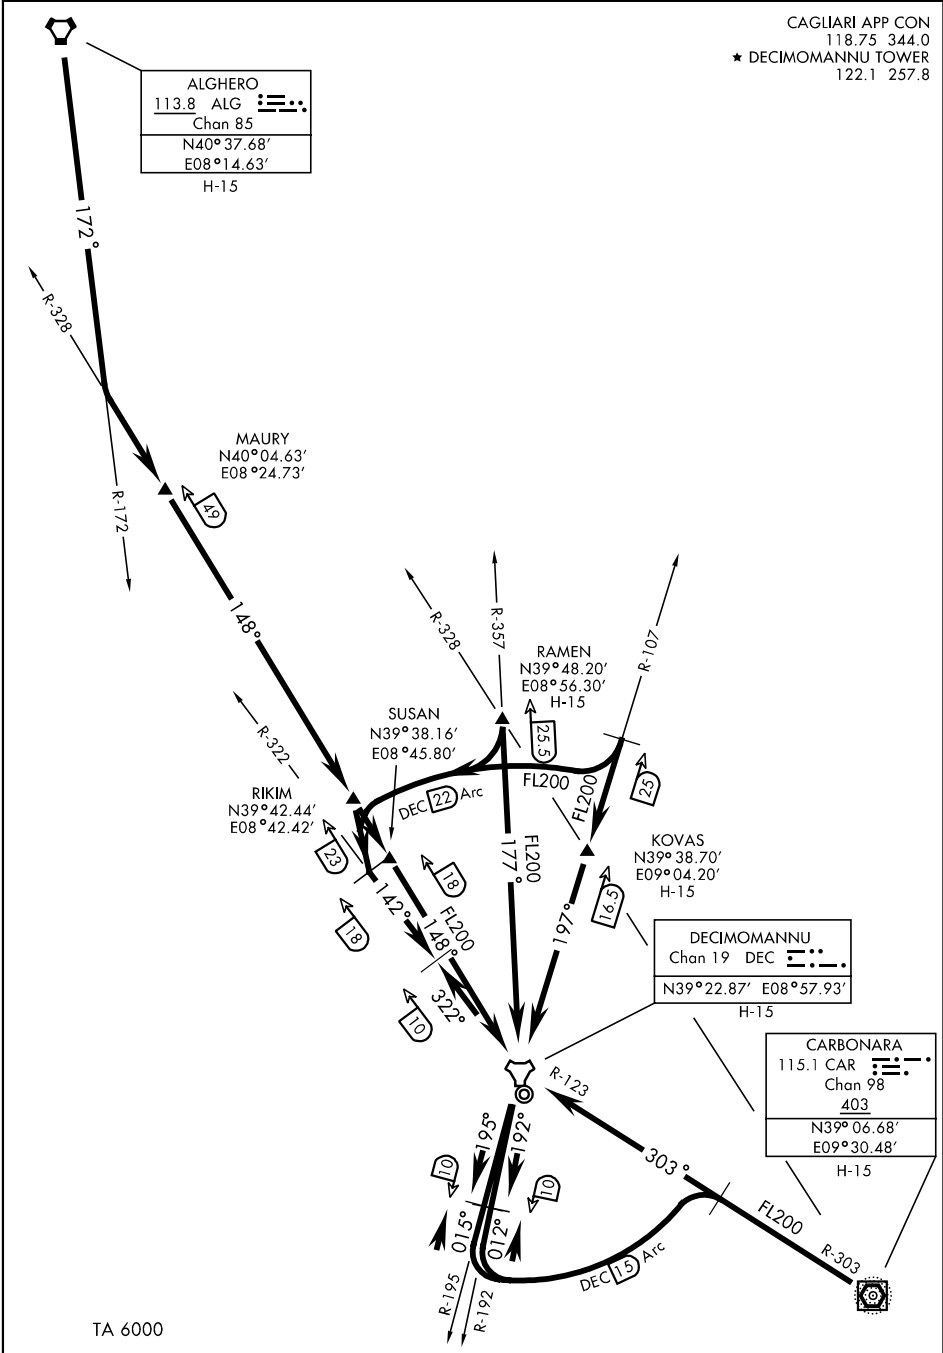 CAGLIARI APP CON
118.75 344.0
★ DECIMOMANNU TOWER
122.1 257.8
ALGHERO
113.8 ALG
Chan 85
N40°37.68'
E08°14.63'
H-15
172°
R-328
R-172
MAURY
N40°04.63'
E08°24.73'
49
148°
R-322
R-328
R-357
R-107
RAMEN
N39°48.20'
E08°56.30'
H-15
25.5
SUSAN
N39°38.16'
E08°45.80'
RIKIM
N39°42.44'
E08°42.42'
23
DEC 22 Arc
FL200
FL200
25
KOVAS
N39°38.70'
E09°04.20'
H-15
16.5
18
18
142°
FL200
148°
FL200
177°
197°
322°
10
DECIMOMANNU
Chan 19 DEC
N39°22.87' E08°57.93'
H-15
CARBONARA
115.1 CAR
Chan 98
403
N39°06.68'
E09°30.48'
H-15
R-123
303°
FL200
R-303
195°
192°
10
10
015°
012°
DEC 15 Arc
R-195
R-192
TA 6000